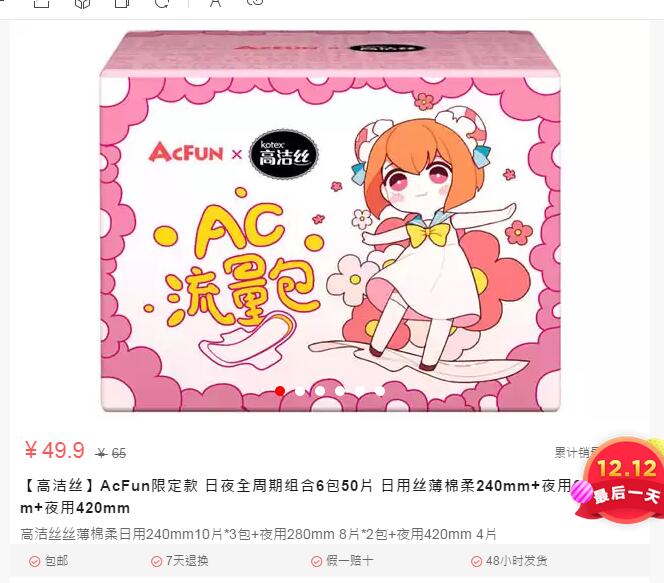 ACFUN
高洁丝
ACFUN × kotex
高洁丝
AC
流量包
¥49.9 ¥ 65
累计销
12.12
最后一天
【高洁丝】AcFun限定款 日夜全周期组合6包50片 日用丝薄棉柔240mm+夜用
m+夜用420mm
高洁丝丝薄棉柔日用240mm10片*3包+夜用280mm 8片*2包+夜用420mm 4片
包邮 7天退换 假一赔十 48小时发货